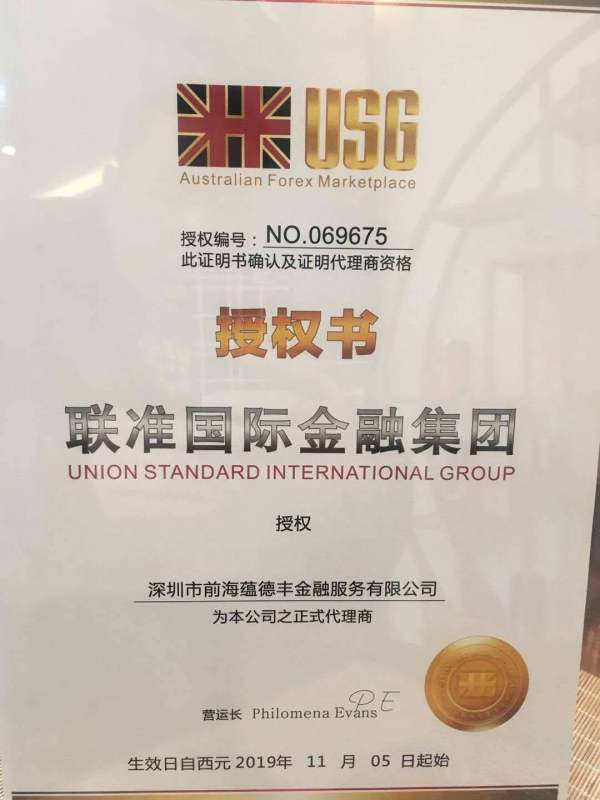 USG
Australian Forex Marketplace
授权编号：NO.069675
此证明书确认及证明代理商资格
授权书
联准国际金融集团
UNION STANDARD INTERNATIONAL GROUP
授权
深圳市前海蕴德丰金融服务有限公司
为本公司之正式代理商
营运长 Philomena Evans
P E
生效日自西元 2019年 11 月 05 日起始